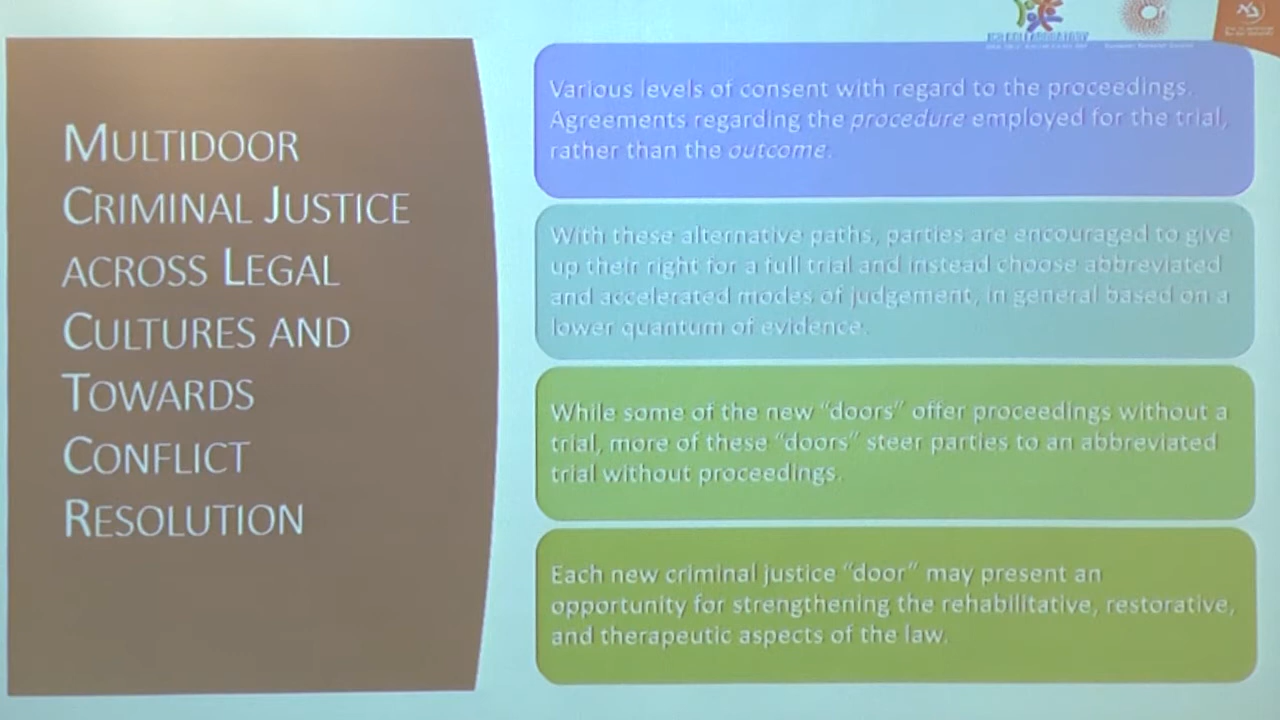 JCR COLLABORATORY
MULTIDOOR
CRIMINAL JUSTICE
ACROSS LEGAL
CULTURES AND
TOWARDS
CONFLICT
RESOLUTION
Various levels of consent with regard to the proceedings.
Agreements regarding the procedure employed for the trial,
rather than the outcome.
With these alternative paths, parties are encouraged to give
up their right for a full trial and instead choose abbreviated
and accelerated modes of judgement, in general based on a
lower quantum of evidence.
While some of the new “doors” offer proceedings without a
trial, more of these “doors” steer parties to an abbreviated
trial without proceedings.
Each new criminal justice “door” may present an
opportunity for strengthening the rehabilitative, restorative,
and therapeutic aspects of the law.